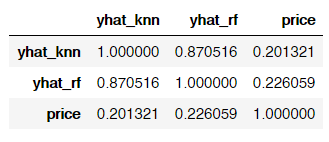 yhat_knn yhat_rf price
yhat_knn 1.000000 0.870516 0.201321
yhat_rf 0.870516 1.000000 0.226059
price 0.201321 0.226059 1.000000